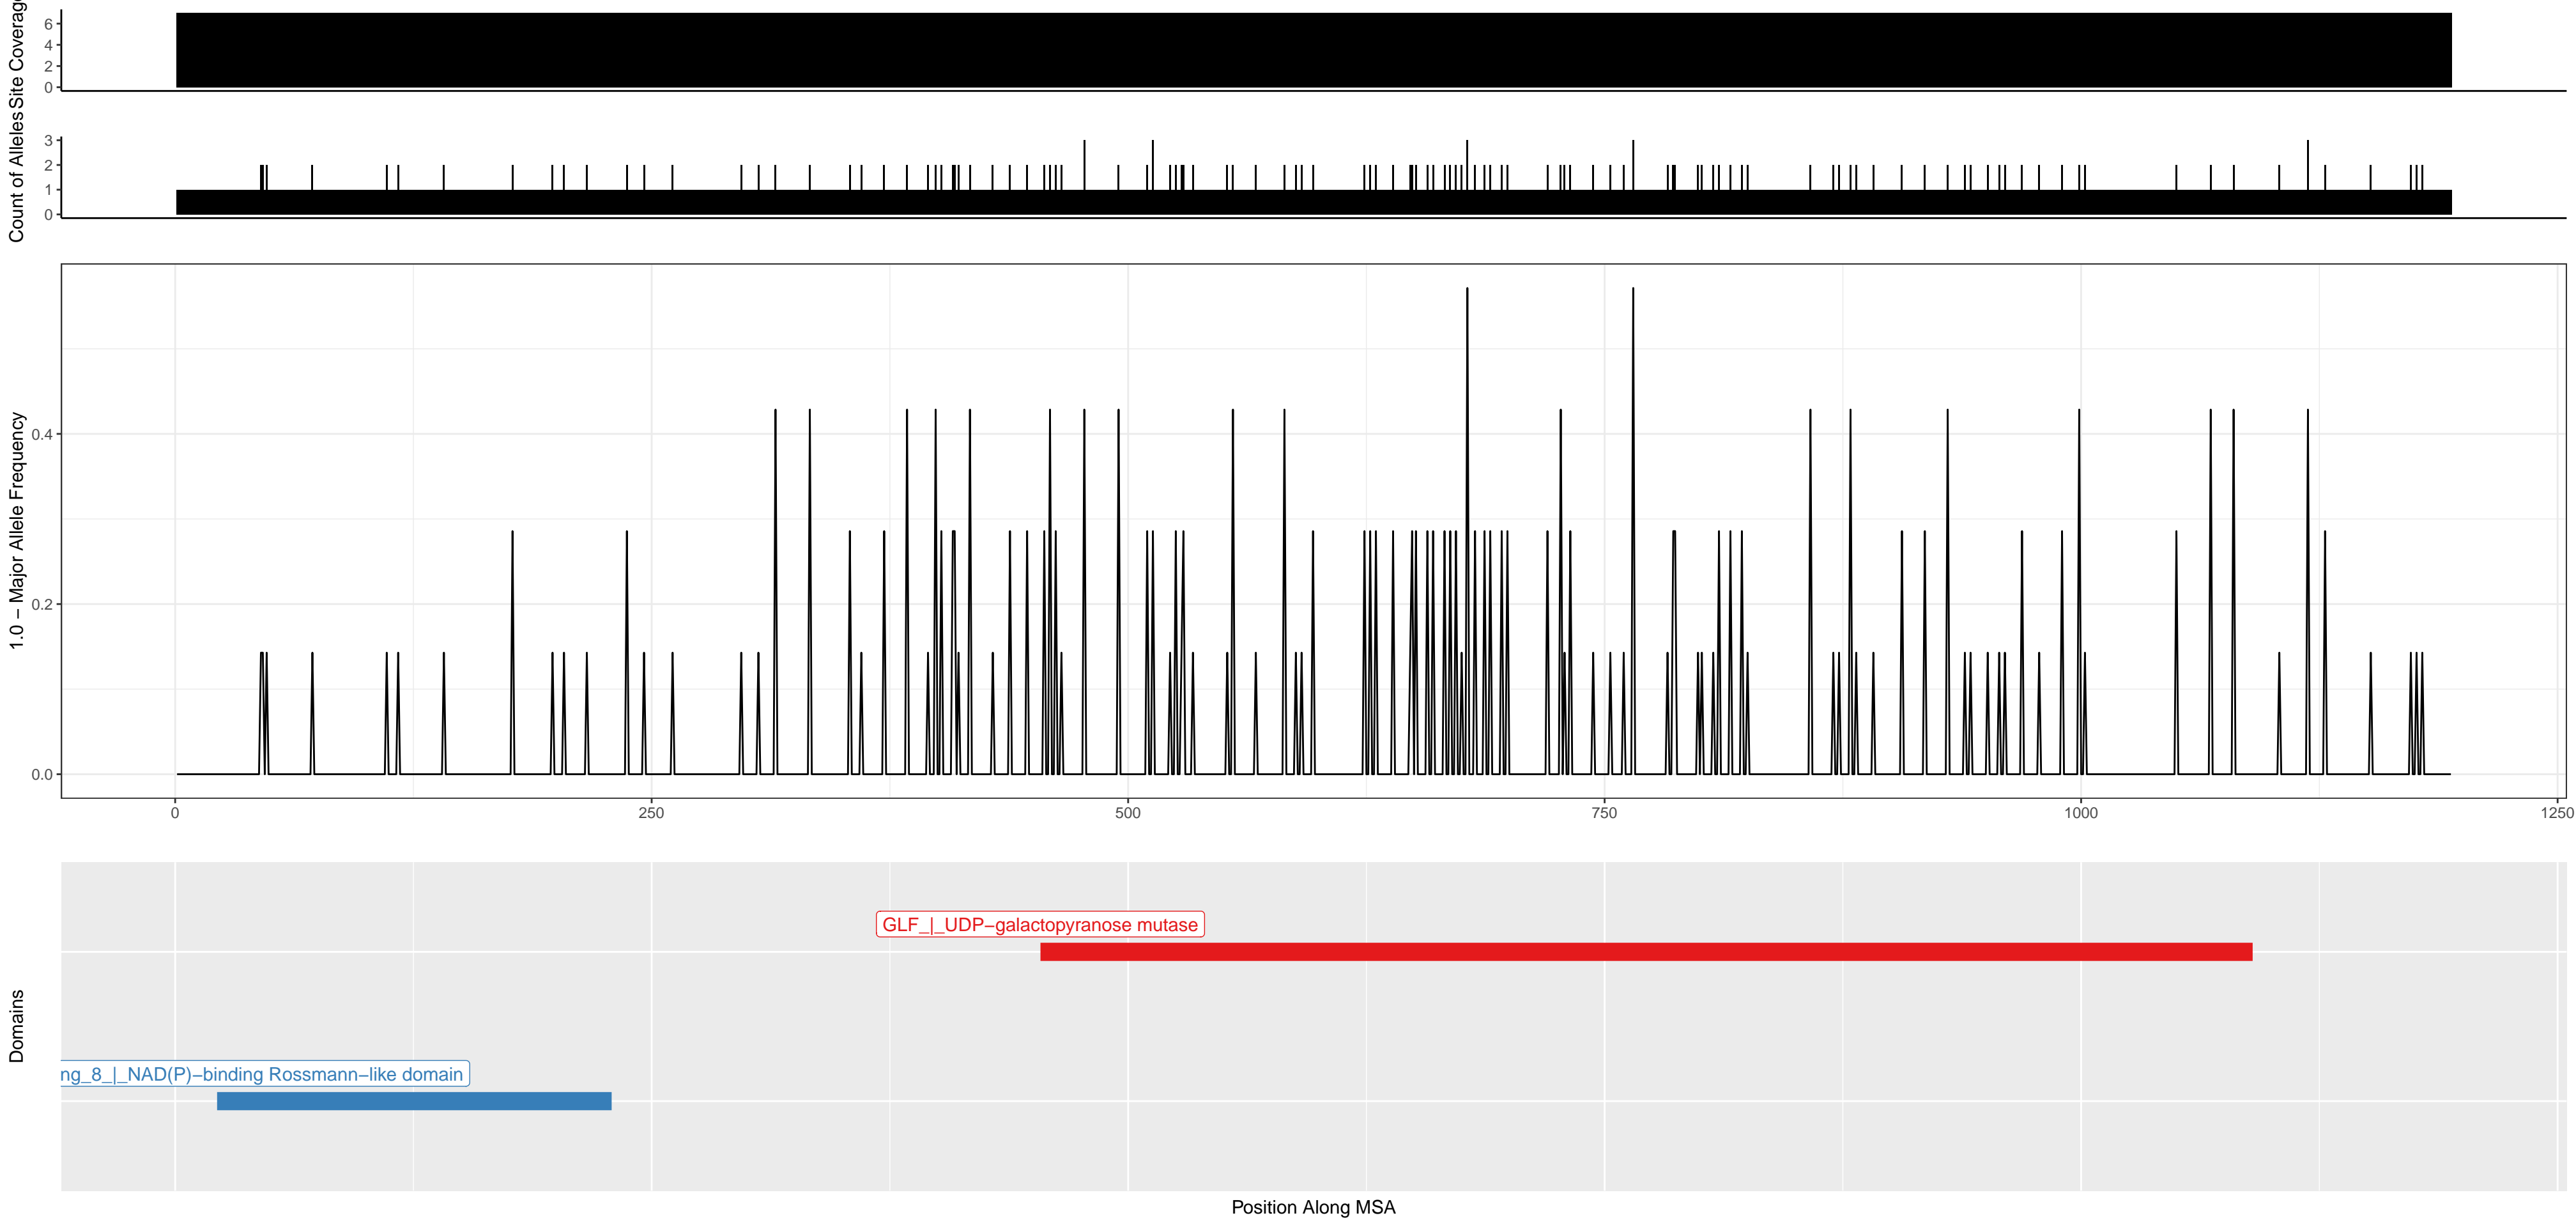 Site Coverage
6
4
2
0
Count of Alleles
3
2
1
0
1.0 − Major Allele Frequency
0.4
0.2
0.0
0
250
500
750
1000
1250
Domains
GLF_|_UDP−galactopyranose mutase
ng_8_|_NAD(P)−binding Rossmann−like domain
Position Along MSA